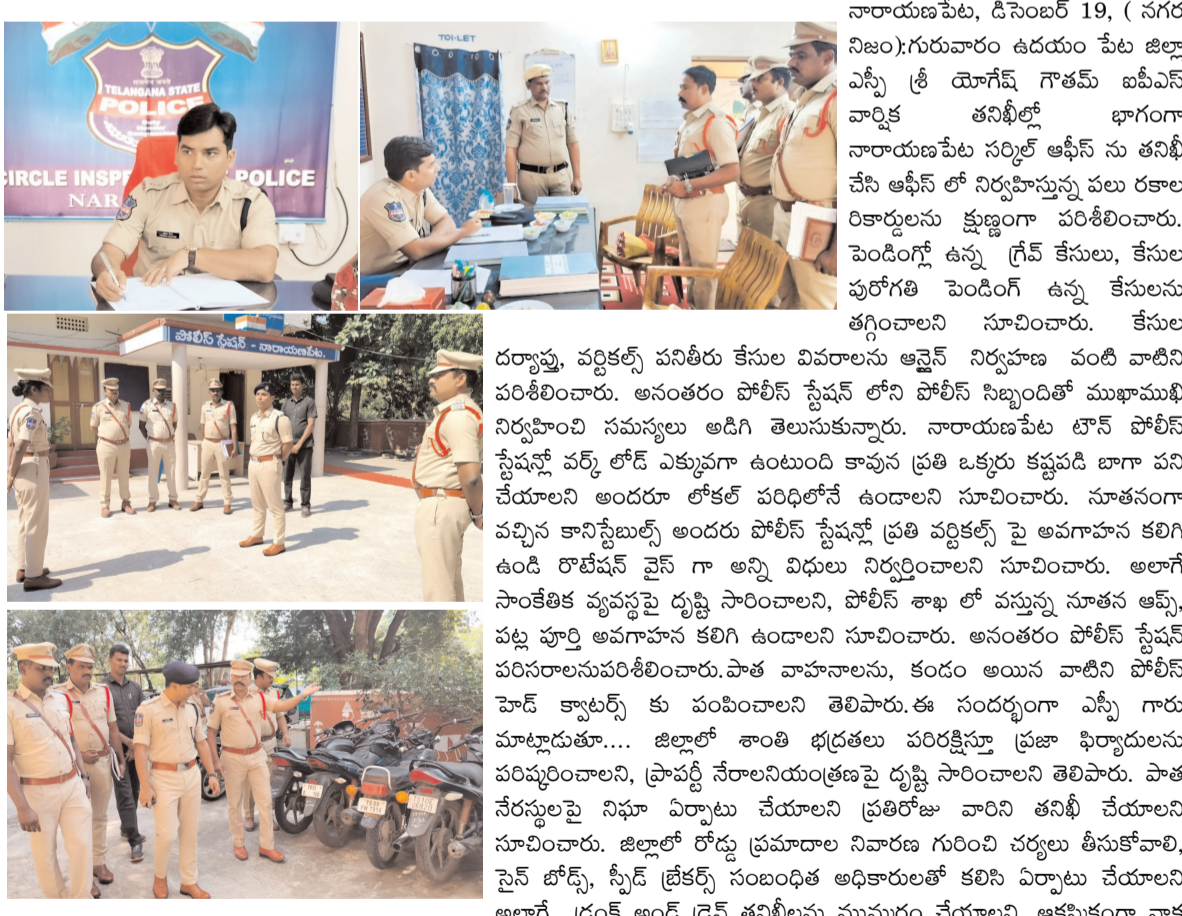 TELANGANA STATE
POLICE
POLICE
TOI-LET
పోలీస్ స్టేషన్ - నారాయణపేట.
నారాయణపేట, డిసెంబర్ 19, ( నగర
నిజం):గురువారం ఉదయం పేట జిల్లా
ఎస్పీ శ్రీ యోగేష్ గౌతమ్ ఐపీఎస్
వార్షిక తనిఖీల్లో భాగంగా
నారాయణపేట సర్కిల్ ఆఫీస్ ను తనిఖీ
చేసి ఆఫీస్ లో నిర్వహిస్తున్న పలు రకాల
రికార్డులను క్షుణ్ణంగా పరిశీలించారు.
పెండింగ్లో ఉన్న గ్రేవ్ కేసులు, కేసుల
పురోగతి పెండింగ్ ఉన్న కేసులను
తగ్గించాలని సూచించారు. కేసుల
దర్యాప్తు, వర్టికల్స్ పనితీరు కేసుల వివరాలను ఆన్లైన్ నిర్వహణ వంటి వాటిని
పరిశీలించారు. అనంతరం పోలీస్ స్టేషన్ లోని పోలీస్ సిబ్బందితో ముఖాముఖి
నిర్వహించి సమస్యలు అడిగి తెలుసుకున్నారు. నారాయణపేట టౌన్ పోలీస్
స్టేషన్లో వర్క్ లోడ్ ఎక్కువగా ఉంటుంది కావున ప్రతి ఒక్కరు కష్టపడి బాగా పని
చేయాలని అందరూ లోకల్ పరిధిలోనే ఉండాలని సూచించారు. నూతనంగా
వచ్చిన కానిస్టేబుల్స్ అందరు పోలీస్ స్టేషన్లో ప్రతి వర్టికల్స్ పై అవగాహన కలిగి
ఉండి రొటేషన్ వైస్ గా అన్ని విధులు నిర్వర్తించాలని సూచించారు. అలాగే
సాంకేతిక వ్యవస్థపై దృష్టి సారించాలని, పోలీస్ శాఖ లో వస్తున్న నూతన ఆప్స్,
పట్ల పూర్తి అవగాహన కలిగి ఉండాలని సూచించారు. అనంతరం పోలీస్ స్టేషన్
పరిసరాలనుపరిశీలించారు.పాత వాహనాలను, కండం అయిన వాటిని పోలీస్
హెడ్ క్వాటర్స్ కు పంపించాలని తెలిపారు.ఈ సందర్భంగా ఎస్పీ గారు
మాట్లాడుతూ.... జిల్లాలో శాంతి భద్రతలు పరిరక్షిస్తూ ప్రజా ఫిర్యాదులను
పరిష్కరించాలని, ప్రాపర్టీ నేరాలనియంత్రణపై దృష్టి సారించాలని తెలిపారు. పాత
నేరస్థులపై నిఘా ఏర్పాటు చేయాలని ప్రతిరోజు వారిని తనిఖీ చేయాలని
సూచించారు. జిల్లాలో రోడ్డు ప్రమాదాల నివారణ గురించి చర్యలు తీసుకోవాలి,
సైన్ బోడ్స్, స్పీడ్ బ్రేకర్స్ సంబంధిత అధికారులతో కలిసి ఏర్పాటు చేయాలని